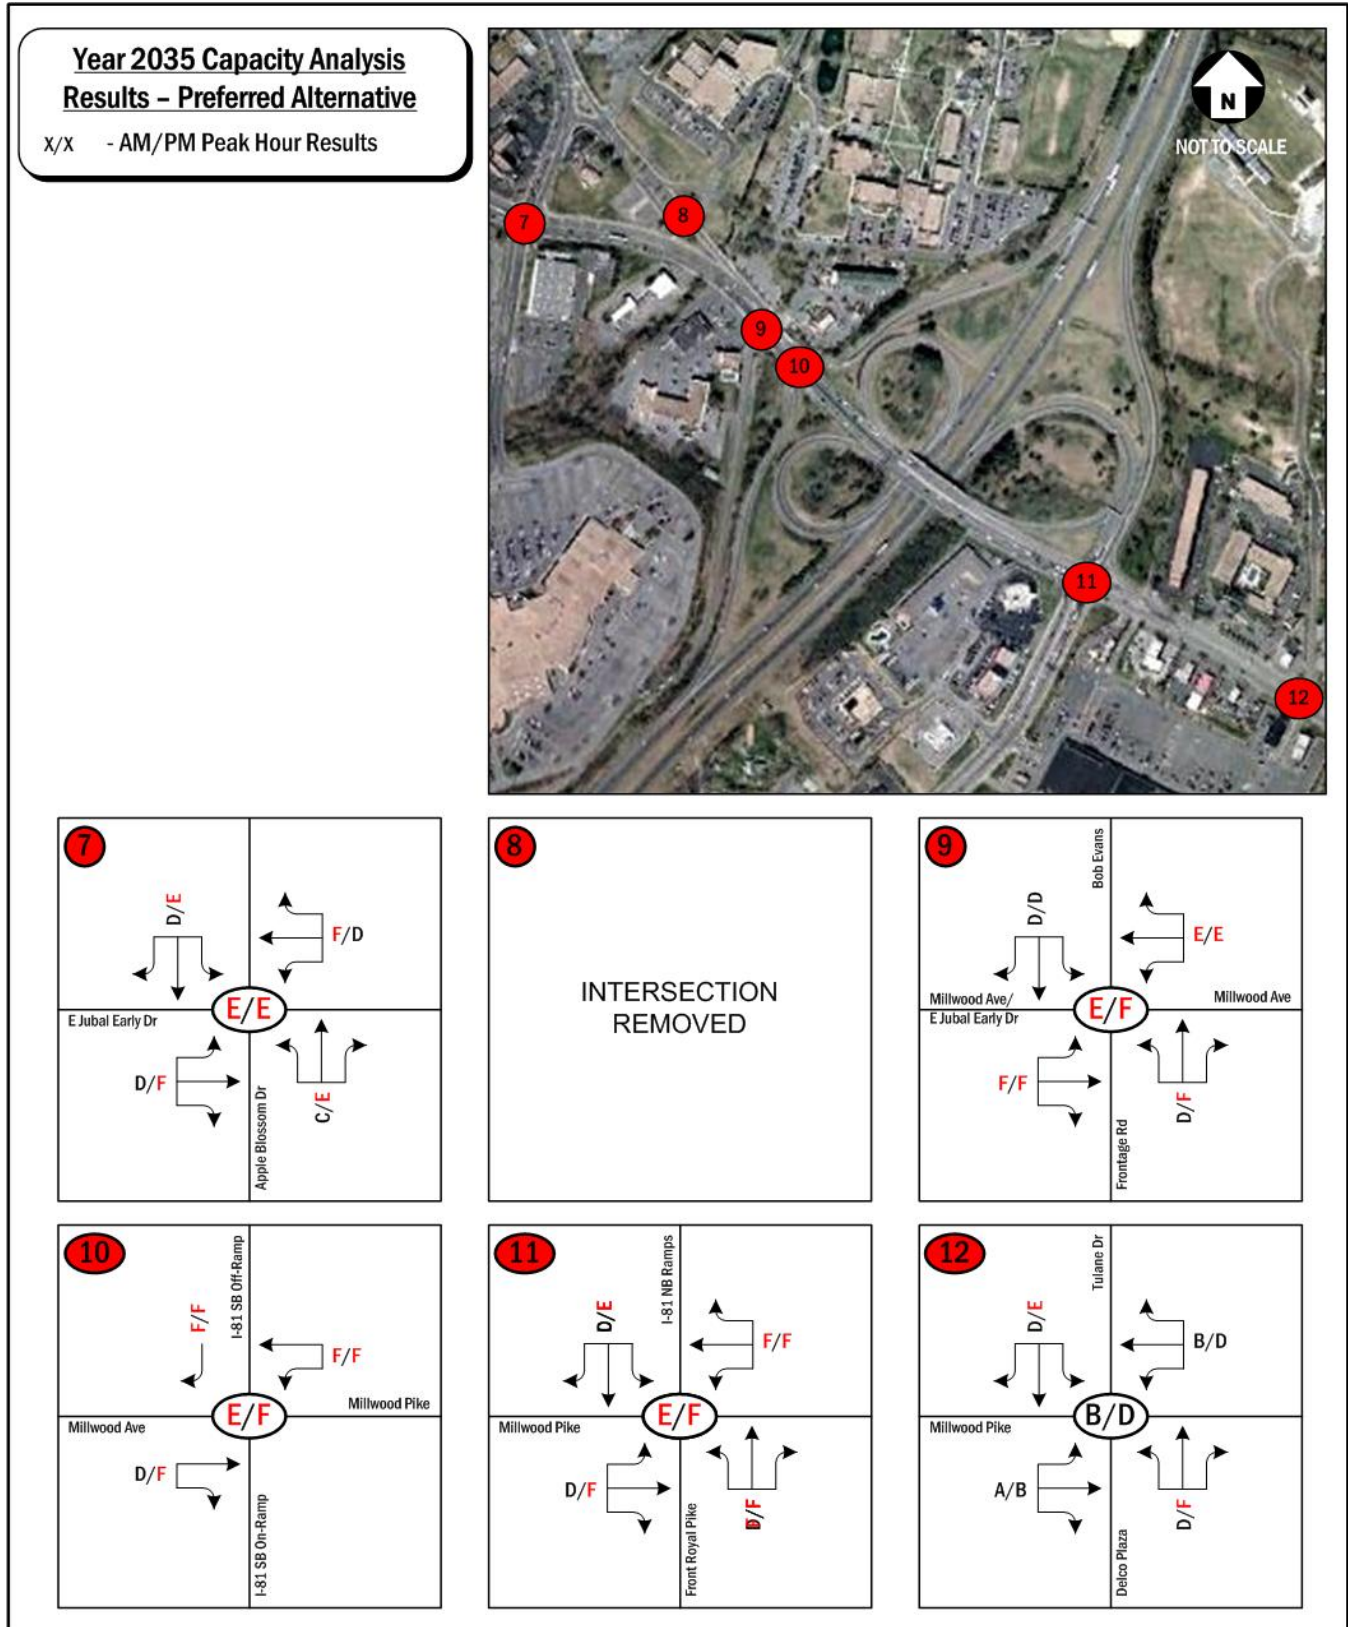 Year 2035 Capacity Analysis
Results – Preferred Alternative
X/X - AM/PM Peak Hour Results
N
NOT TO SCALE
7
8
9
10
11
12
7
D/E
F/D
E/E
E Jubal Early Dr
D/F
Apple Blossom Dr
C/E
8
INTERSECTION
REMOVED
9
Bob Evans
D/D
E/E
Millwood Ave/
E Jubal Early Dr
E/F
Millwood Ave
F/F
Frontage Rd
D/F
10
I-81 SB Off-Ramp
F/F
F/F
Millwood Pike
E/F
Millwood Ave
D/F
I-81 SB On-Ramp
11
I-81 NB Ramps
D/E
F/F
Millwood Pike
E/F
D/F
Front Royal Pike
D/F
12
Tulane Dr
D/E
B/D
Millwood Pike
B/D
A/B
Delco Plaza
D/F